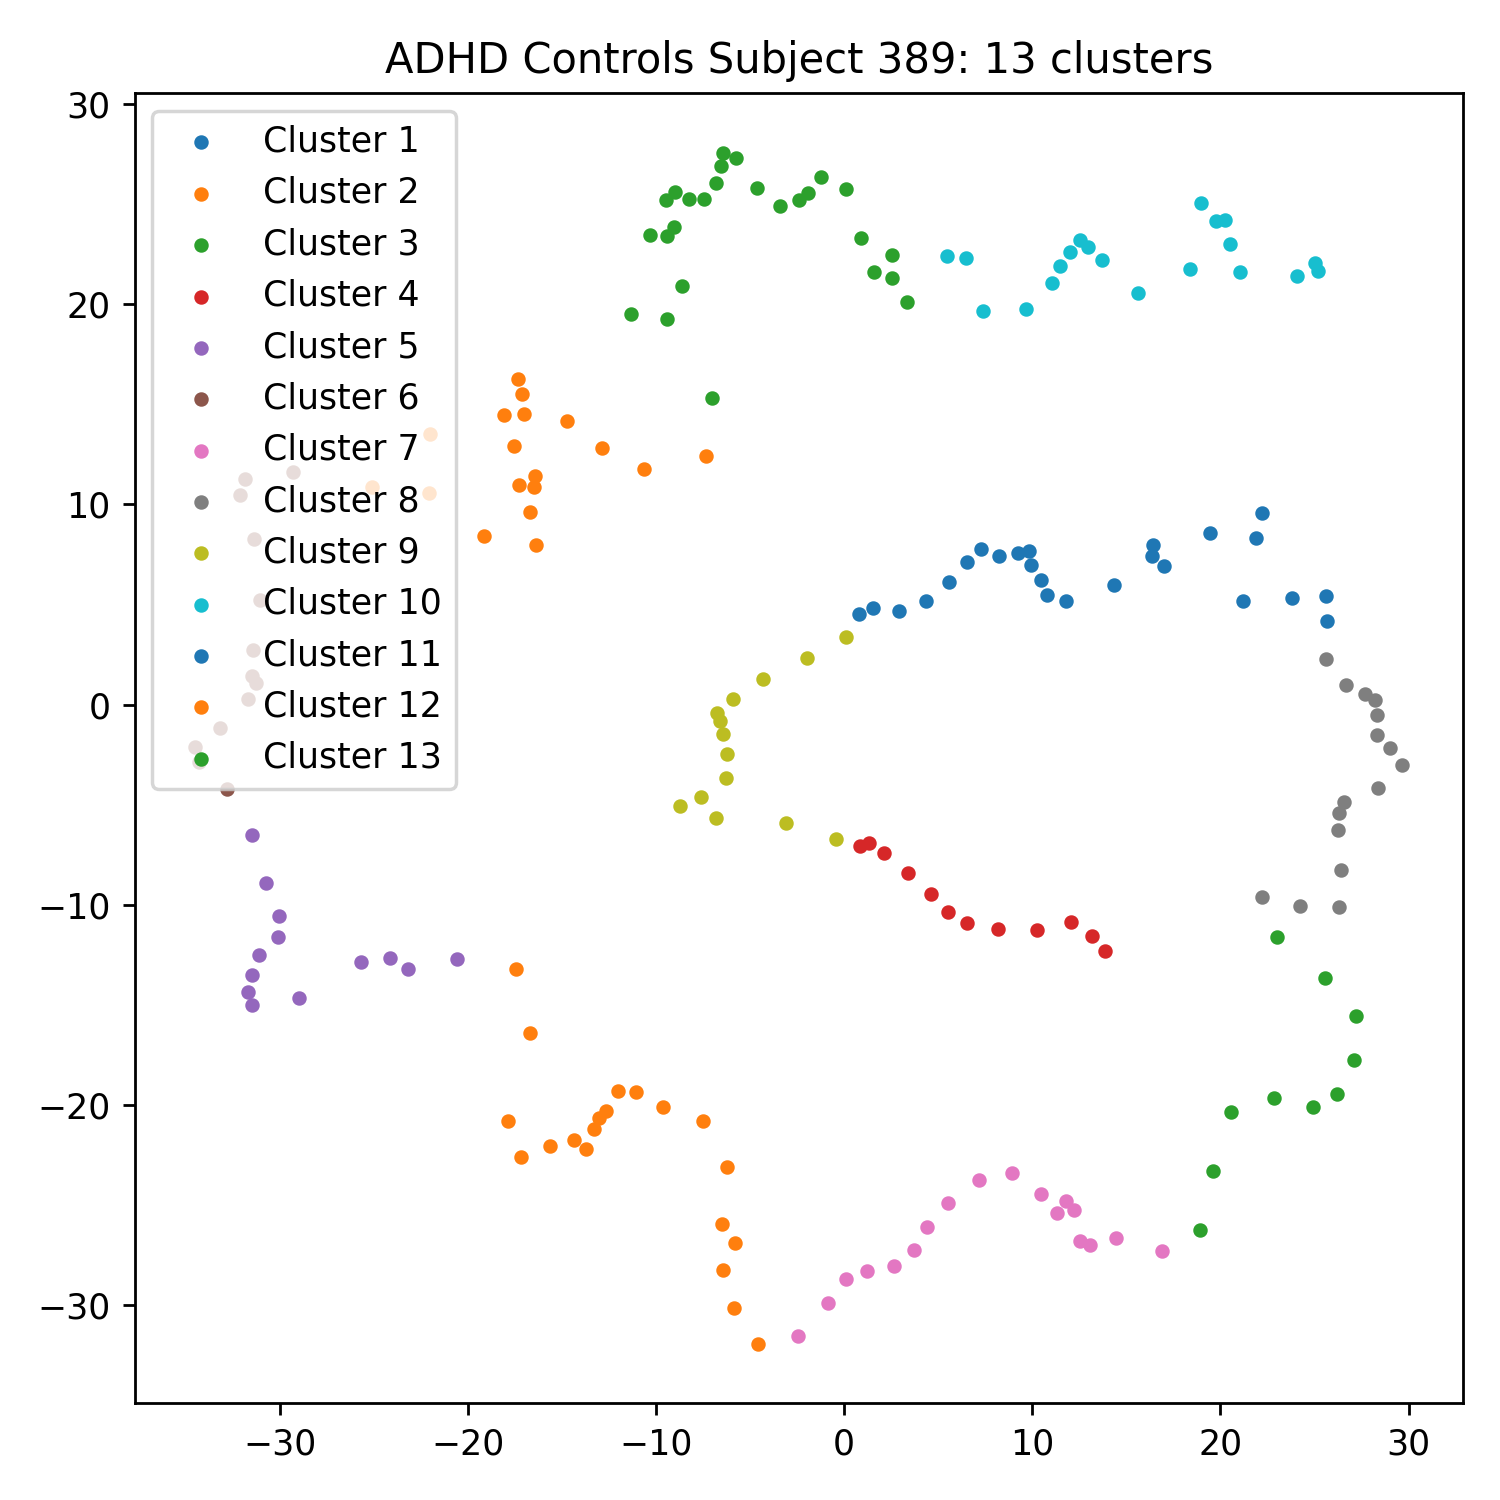 ADHD Controls Subject 389: 13 clusters
30
20
10
0
−10
−20
−30
Cluster 1
Cluster 2
Cluster 3
Cluster 4
Cluster 5
Cluster 6
Cluster 7
Cluster 8
Cluster 9
Cluster 10
Cluster 11
Cluster 12
Cluster 13
−30 −20 −10 0 10 20 30